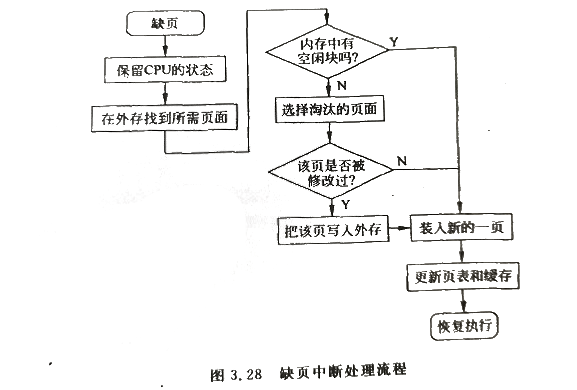 缺页
保留CPU的状态
在外存找到所需页面
内存中有
空闲块吗?
Y
N
选择淘汰的页面
该页是否被
修改过?
N
Y
把该页写入外存
装入新的一页
更新页表和缓存
恢复执行
图 3.28 缺页中断处理流程